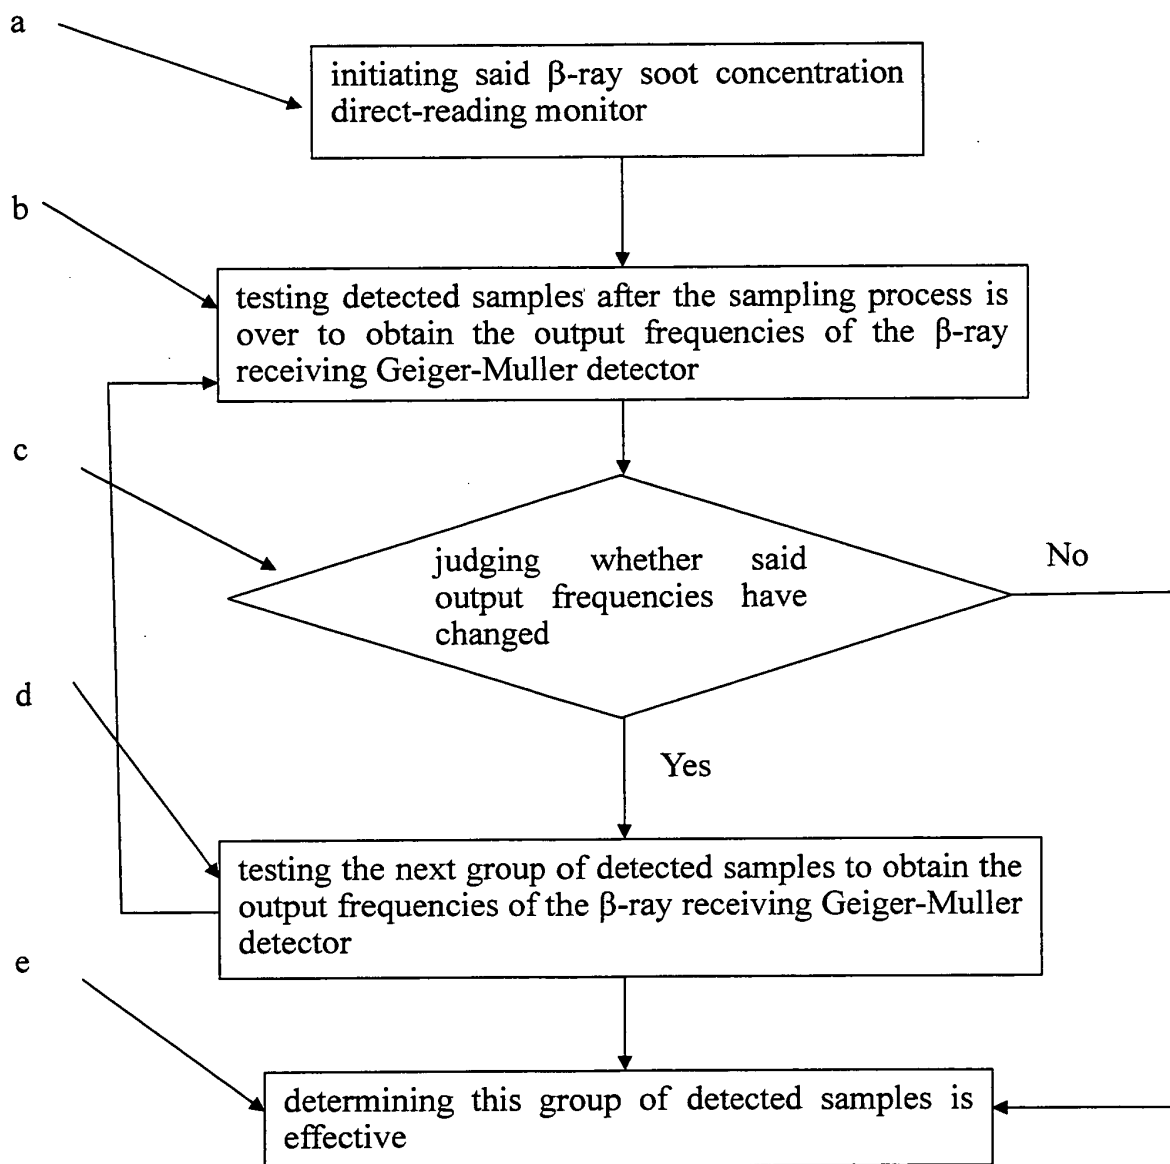 a
initiating said β-ray soot concentration
direct-reading monitor
b
testing detected samples after the sampling process is
over to obtain the output frequencies of the β-ray
receiving Geiger-Muller detector
c
judging whether said
output frequencies have
changed
No
d
Yes
testing the next group of detected samples to obtain the
output frequencies of the β-ray receiving Geiger-Muller
detector
e
determining this group of detected samples is
effective